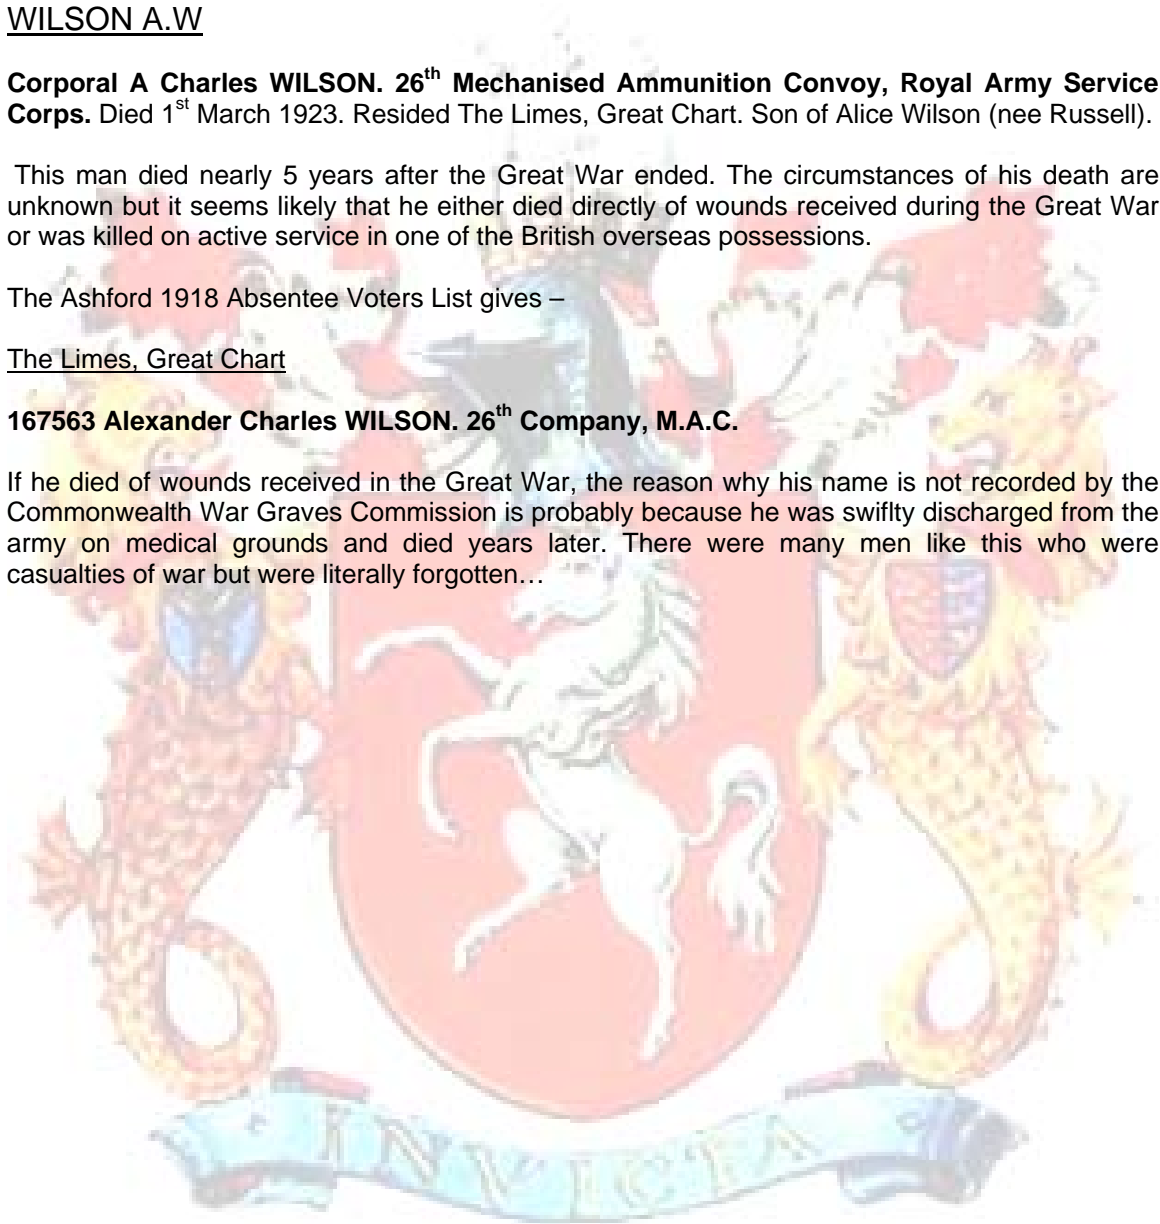 WILSON A.W
Corporal A Charles WILSON. 26th Mechanised Ammunition Convoy, Royal Army Service
Corps. Died 1st March 1923. Resided The Limes, Great Chart. Son of Alice Wilson (nee Russell).
This man died nearly 5 years after the Great War ended. The circumstances of his death are
unknown but it seems likely that he either died directly of wounds received during the Great War
or was killed on active service in one of the British overseas possessions.
The Ashford 1918 Absentee Voters List gives –
The Limes, Great Chart
167563 Alexander Charles WILSON. 26th Company, M.A.C.
If he died of wounds received in the Great War, the reason why his name is not recorded by the
Commonwealth War Graves Commission is probably because he was swiflty discharged from the
army on medical grounds and died years later. There were many men like this who were
casualties of war but were literally forgotten…
INVICTA